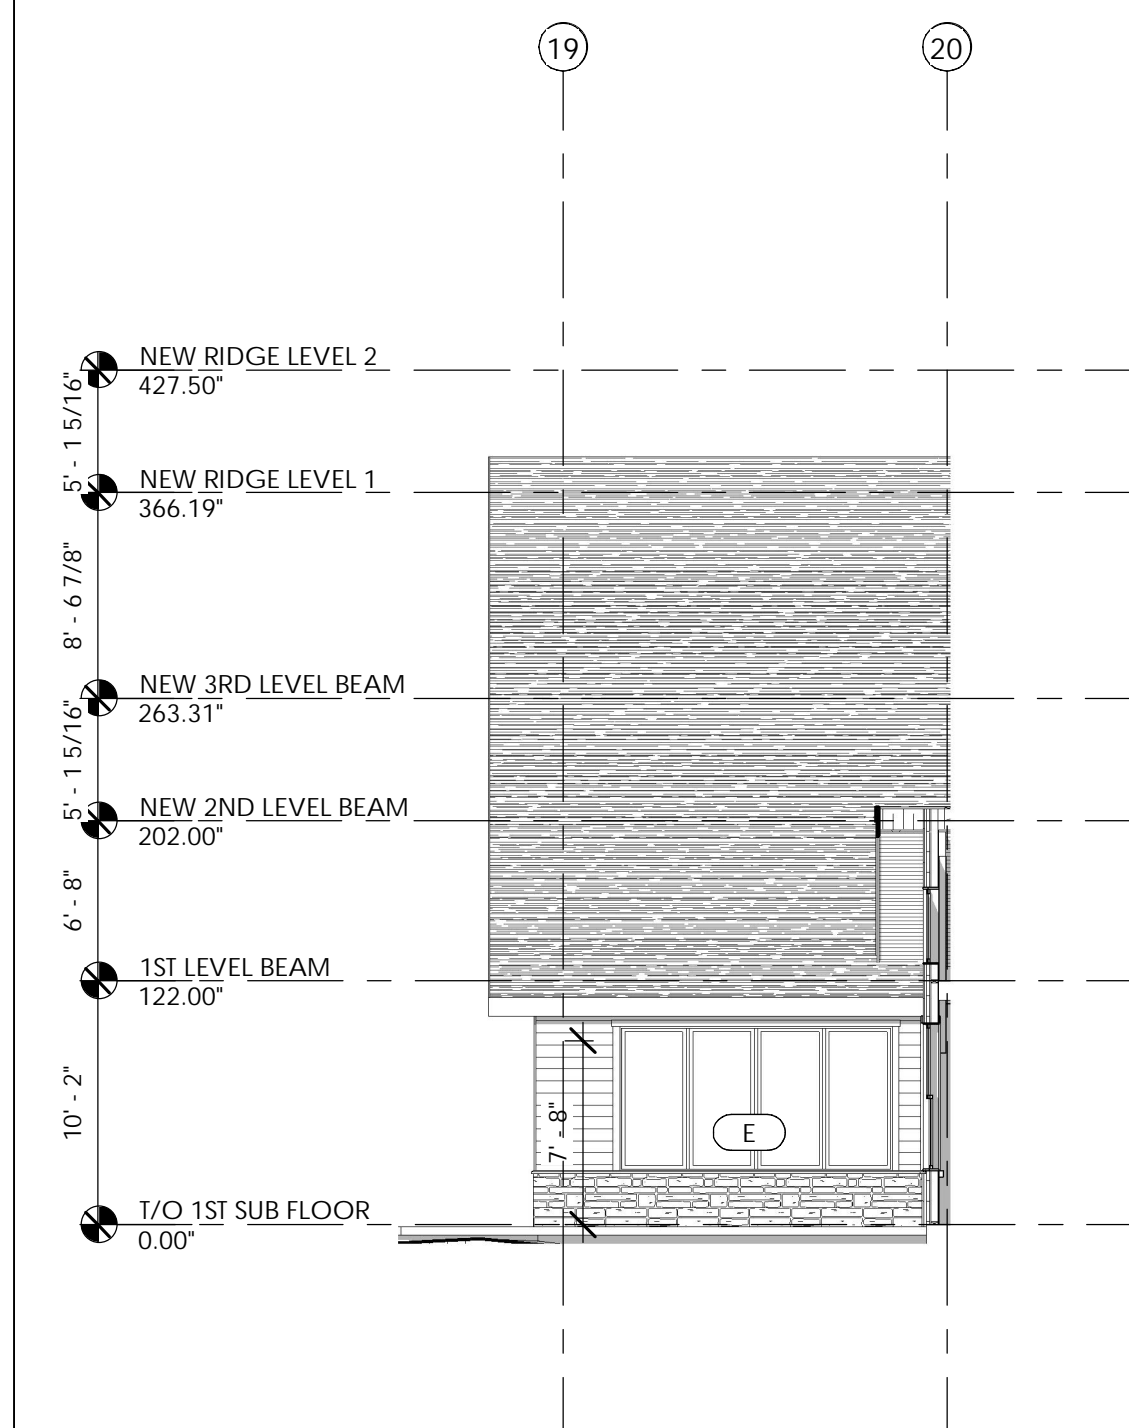 19
20
NEW RIDGE LEVEL 2
427.50"
5' - 1 5/16"
NEW RIDGE LEVEL 1
366.19"
8' - 6 7/8"
NEW 3RD LEVEL BEAM
263.31"
5' - 1 5/16"
NEW 2ND LEVEL BEAM
202.00"
6' - 8"
1ST LEVEL BEAM
122.00"
10' - 2"
7' - 8"
E
T/O 1ST SUB FLOOR
0.00"